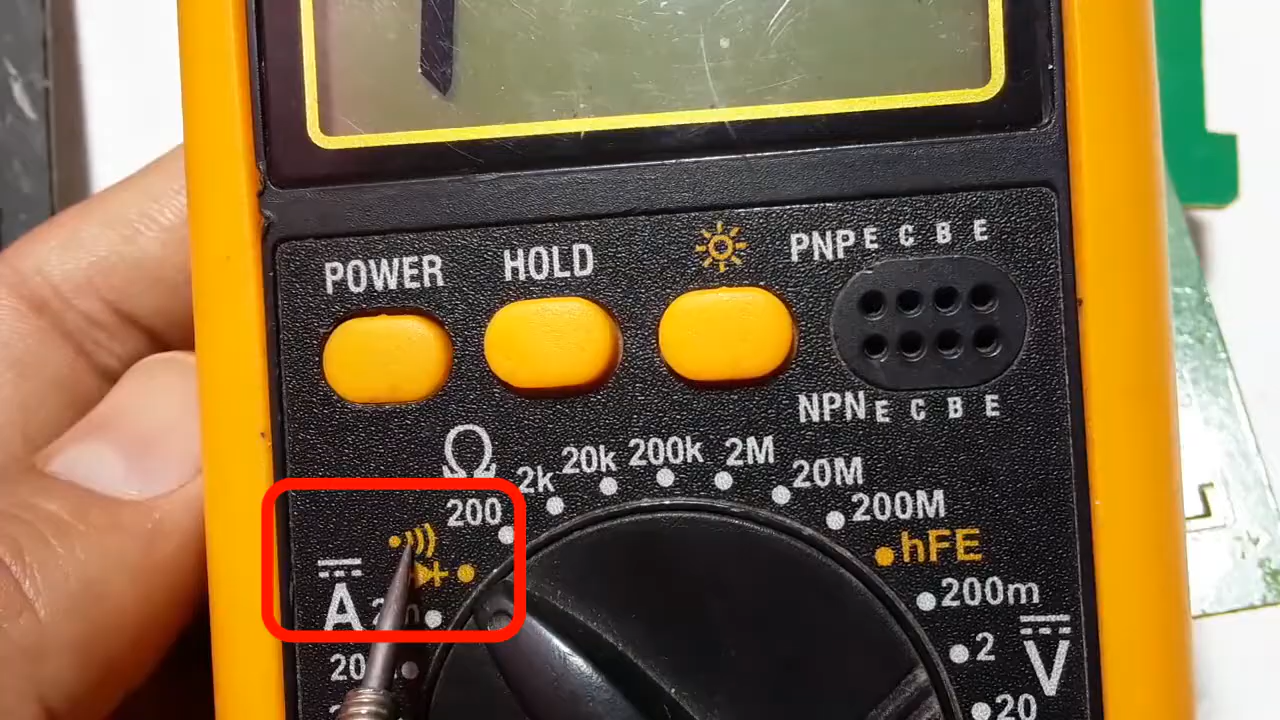 POWER
HOLD
PNP E C B E
NPN E C B E
Ω
200
2k
20k
200k
2M
20M
200M
hFE
200m
2
20
V
A